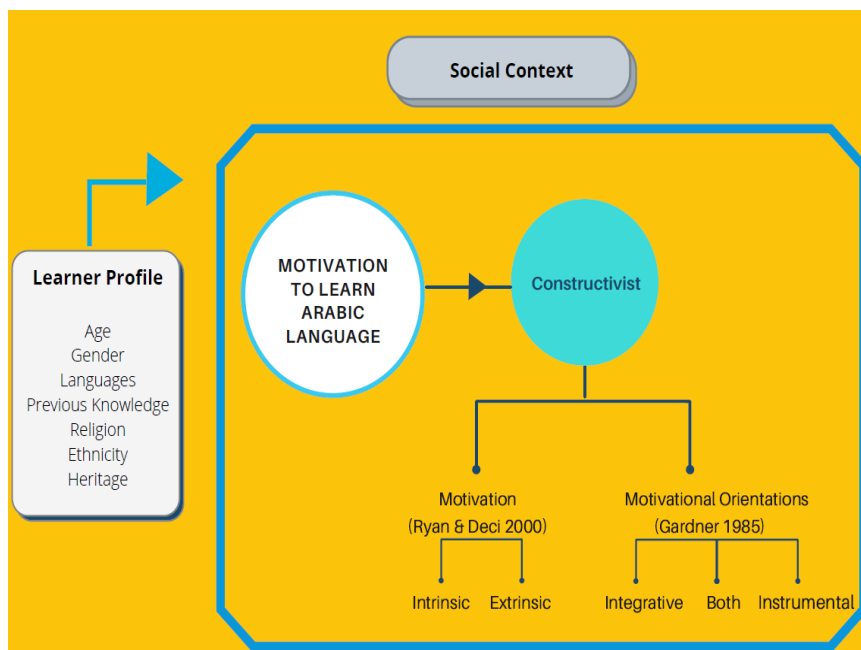 Social Context
Learner Profile
Age
Gender
Languages
Previous Knowledge
Religion
Ethnicity
Heritage
MOTIVATION
TO LEARN
ARABIC
LANGUAGE
Constructivist
Motivation
(Ryan & Deci 2000)
Intrinsic
Extrinsic
Motivational Orientations
(Gardner 1985)
Integrative
Both
Instrumental